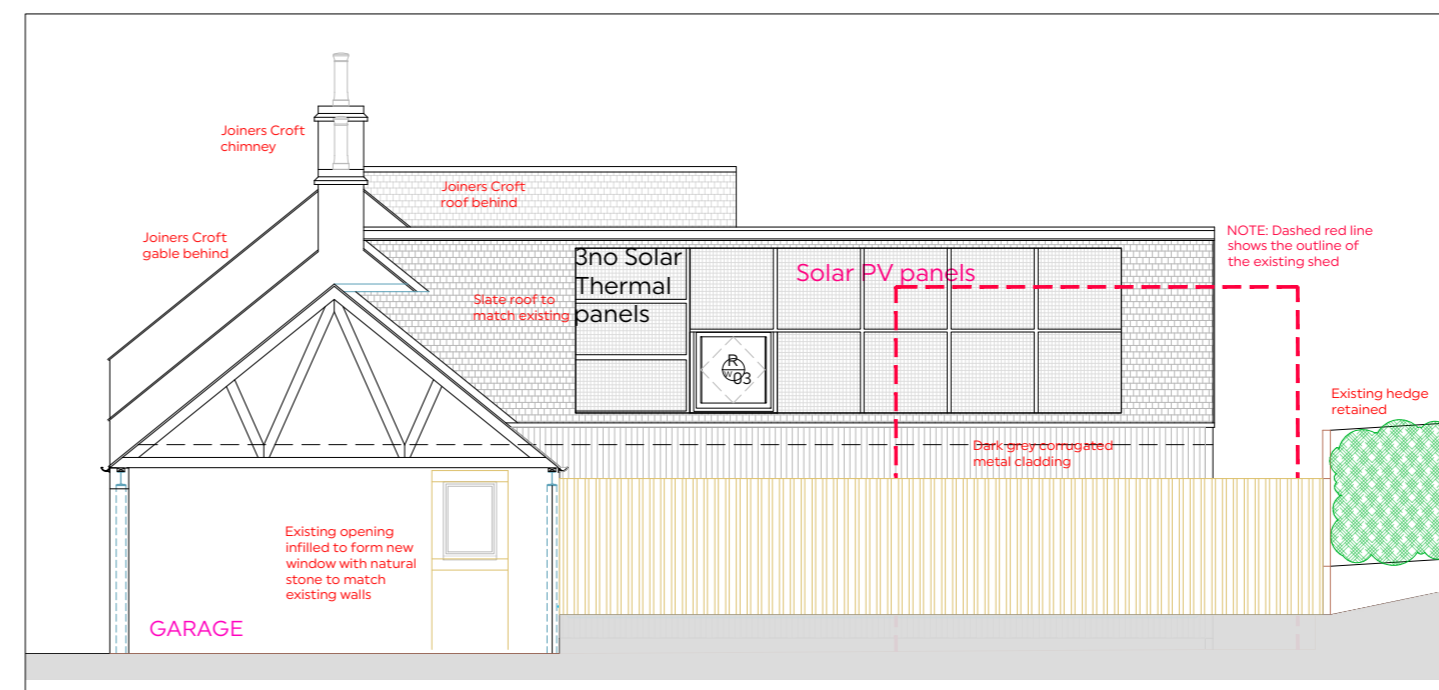 Joiners Croft
chimney
Joiners Croft
roof behind
Joiners Croft
gable behind
NOTE: Dashed red line
shows the outline of
the existing shed
3no Solar
Thermal
panels
Solar PV panels
Slate roof to
match existing
R
W
03
Existing hedge
retained
Dark grey corrugated
metal cladding
Existing opening
infilled to form new
window with natural
stone to match
existing walls
GARAGE